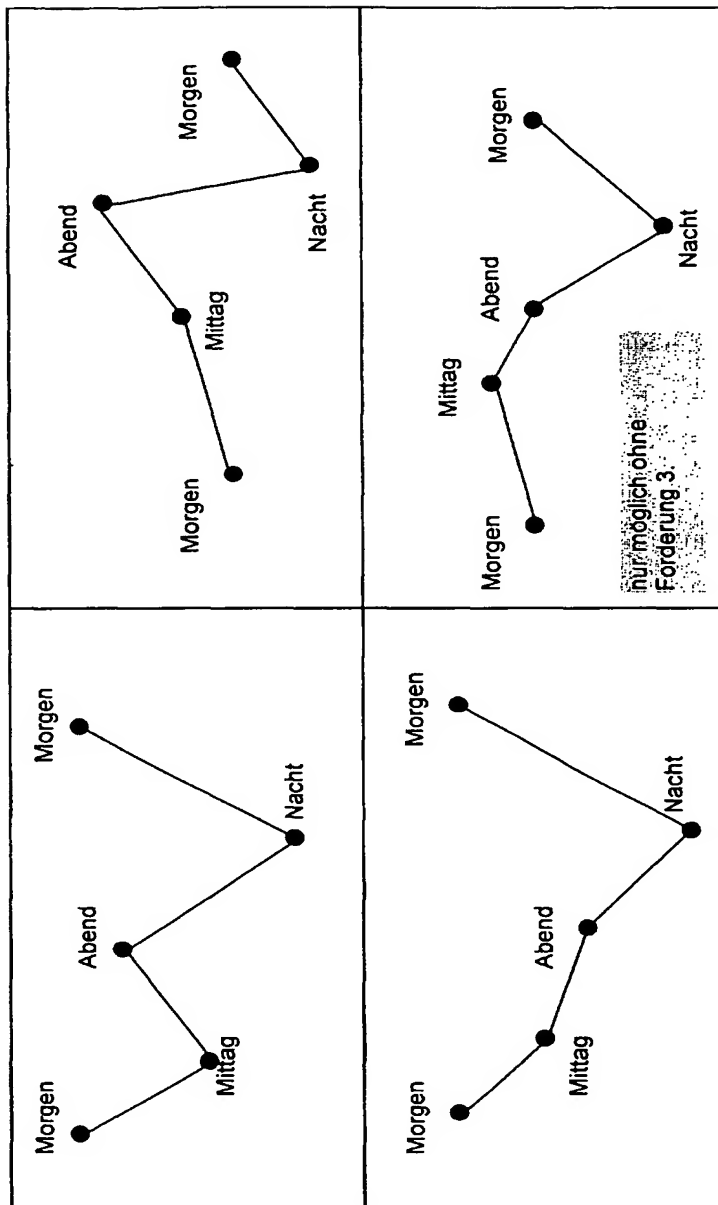 Morgen
Mittag
Abend
Nacht
Morgen
Morgen
Mittag
Abend
Nacht
Morgen
Morgen
Mittag
Abend
Nacht
Morgen
Morgen
Mittag
Abend
Nacht
Morgen
nur möglich ohne
Forderung 3.